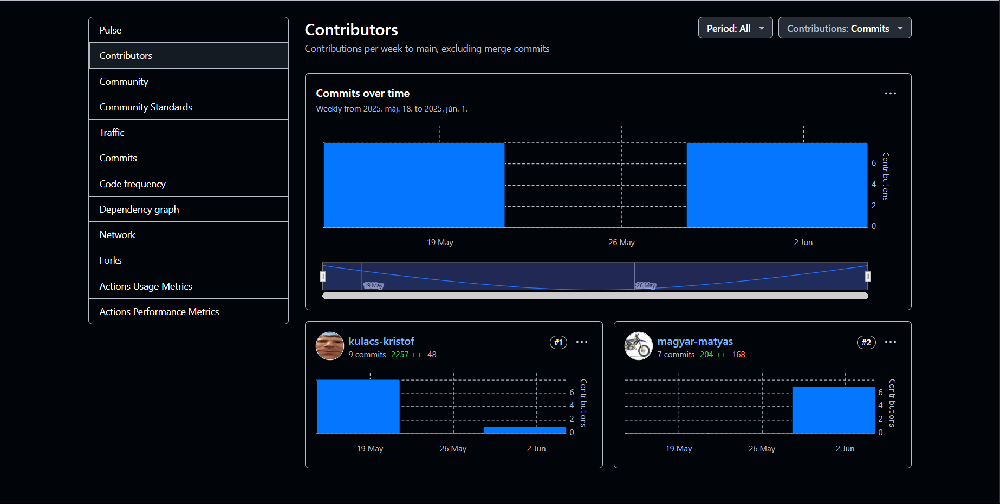 Pulse
Contributors
Community
Community Standards
Traffic
Commits
Code frequency
Dependency graph
Network
Forks
Actions Usage Metrics
Actions Performance Metrics
Contributors
Contributions per week to main, excluding merge commits
Period: All
Contributions: Commits
Commits over time
Weekly from 2025. máj. 18. to 2025. jún. 1.
6
4
2
0
Contributions
19 May
26 May
2 Jun
19 May
26 May
kulacs-kristof
9 commits 2257 ++ 48 --
#1
6
4
2
0
Contributions
19 May
26 May
2 Jun
magyar-matyas
7 commits 204 ++ 168 --
#2
6
4
2
0
Contributions
19 May
26 May
2 Jun